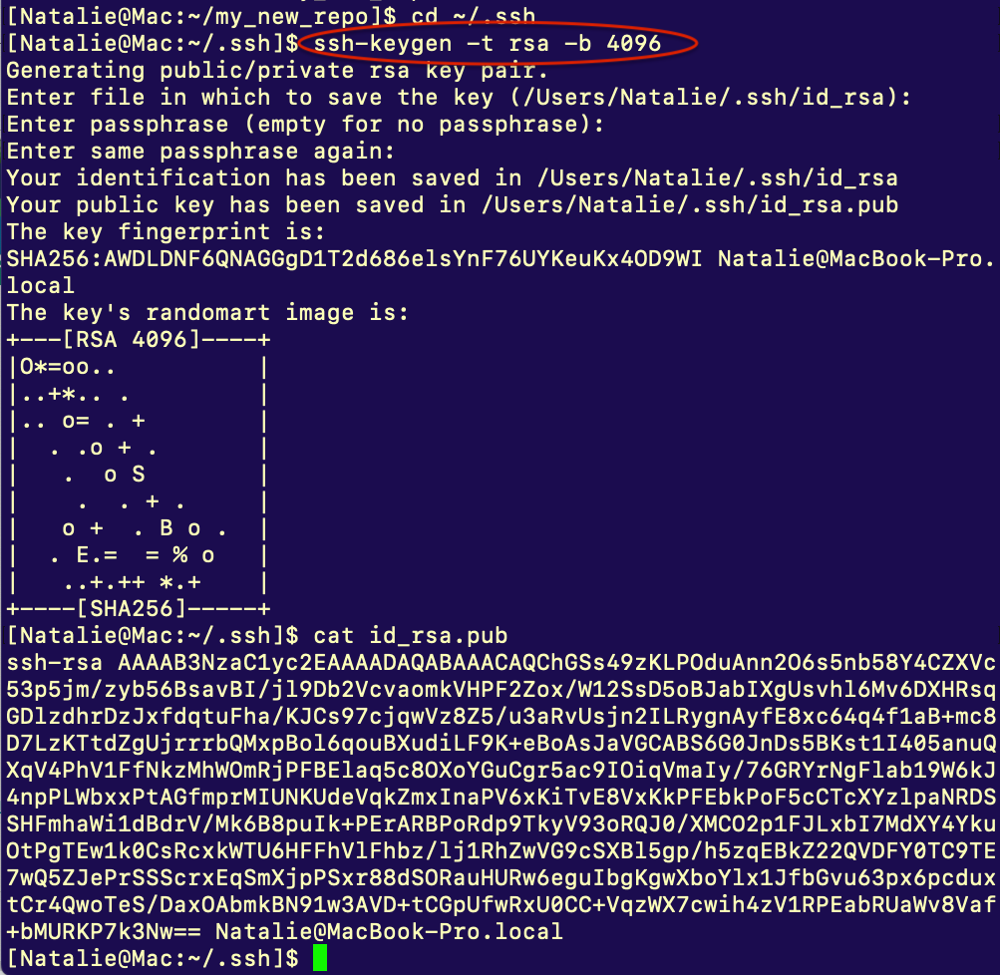 [Natalie@Mac:~/my_new_repo]$ cd ~/.ssh
[Natalie@Mac:~/.ssh]$ ssh-keygen -t rsa -b 4096
Generating public/private rsa key pair.
Enter file in which to save the key (/Users/Natalie/.ssh/id_rsa):
Enter passphrase (empty for no passphrase):
Enter same passphrase again:
Your identification has been saved in /Users/Natalie/.ssh/id_rsa
Your public key has been saved in /Users/Natalie/.ssh/id_rsa.pub
The key fingerprint is:
SHA256:AWDLDNF6QNAGGgD1T2d686elsYnF76UYKeuKx4OD9WI Natalie@MacBook-Pro.
local
The key's randomart image is:
+---[RSA 4096]----+
|O*=oo..          |
|..+*.. .         |
|.. o= . +        |
|  . .o + .       |
|   .  o S        |
|    .  . + .     |
|   o +  . B o .  |
|  . E.=  = % o   |
|   ..+.++ *.+    |
+----[SHA256]-----+
[Natalie@Mac:~/.ssh]$ cat id_rsa.pub
ssh-rsa AAAAB3NzaC1yc2EAAAADAQABAAACAQChGSs49zKLPOduAnn2O6s5nb58Y4CZXVc
53p5jm/zyb56BsavBI/jl9Db2VcvaomkVHPF2Zox/W12SsD5oBJabIXgUsvhl6Mv6DXHRsq
GDlzdhrDzJxfdqtuFha/KJCs97cjqwVz8Z5/u3aRvUsjn2ILRygnAyfE8xc64q4f1aB+mc8
D7LzKTtdZgUjrrrbQMxpBol6qouBXudiLF9K+eBoAsJaVGCABS6G0JnDs5BKst1I405anuQ
XqV4PhV1FfNkzMhWOmRjPFBElaq5c8OXoYGuCgr5ac9IOiqVmaIy/76GRYrNgFlab19W6kJ
4npPLWbxxPtAGfmprMIUNKUdeVqkZmxInaPV6xKiTvE8VxKkPFEbkPoF5cCTcXYzlpaNRDS
SHFmhaWi1dBdrV/Mk6B8puIk+PErARBPoRdp9TkyV93oRQJ0/XMCO2p1FJLxbI7MdXY4Yku
OtPgTEw1k0CsRcxkWTU6HFFhVlFhbz/lj1RhZwVG9cSXBl5gp/h5zqEBkZ22QVDFY0TC9TE
7wQ5ZJePrSSScrxEqSmXjpPSxr88dSORauHURw6eguIbgKgwXboYlx1JfbGvu63px6pcdux
tCr4QwoTeS/DaxOAbmkBN91w3AVD+tCGpUfwRxU0CC+VqzWX7cwih4zV1RPEabRUaWv8Vaf
+bMURKP7k3Nw== Natalie@MacBook-Pro.local
[Natalie@Mac:~/.ssh]$